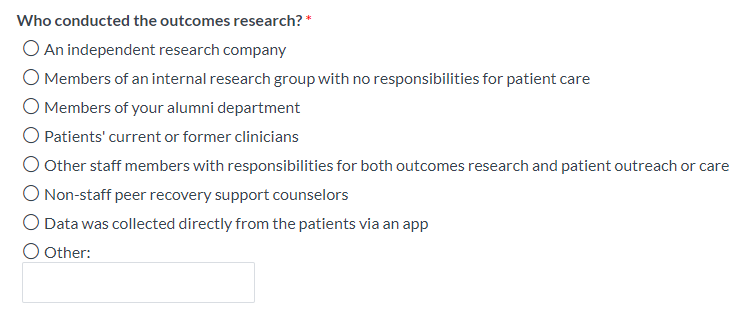 Who conducted the outcomes research? *
An independent research company
Members of an internal research group with no responsibilities for patient care
Members of your alumni department
Patients' current or former clinicians
Other staff members with responsibilities for both outcomes research and patient outreach or care
Non-staff peer recovery support counselors
Data was collected directly from the patients via an app
Other: